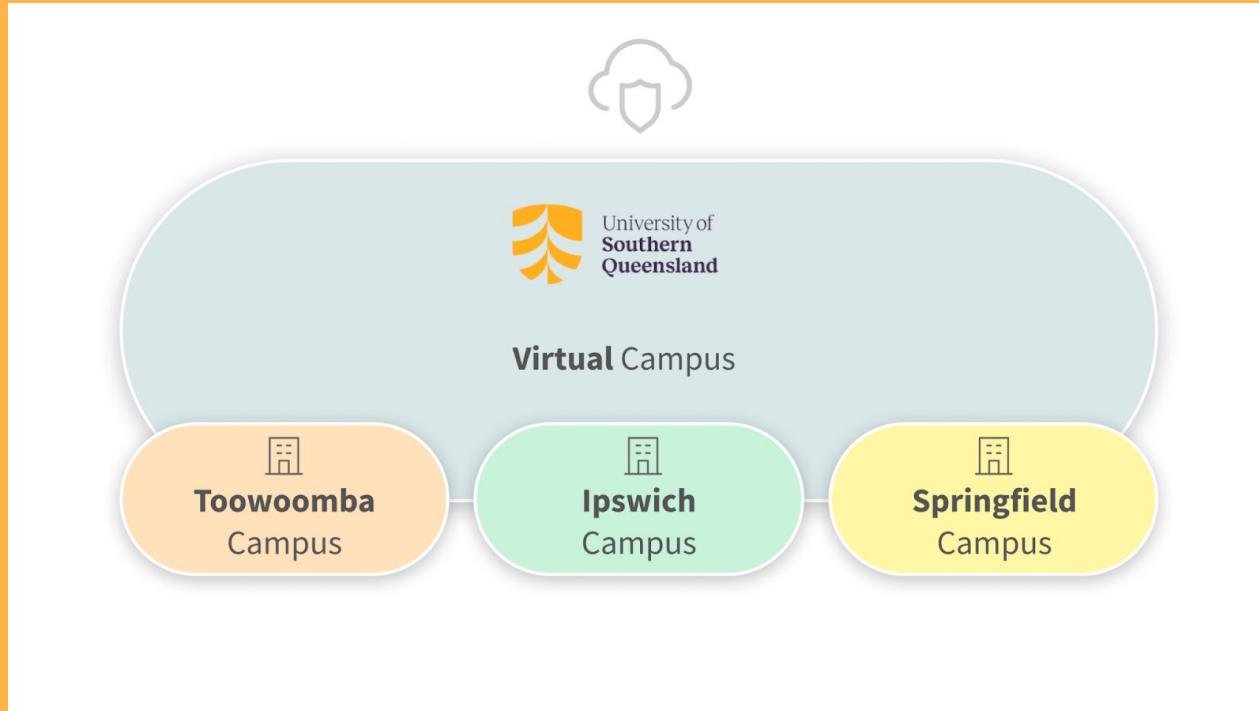 University of
Southern
Queensland
Virtual Campus
Toowoomba
Campus
Ipswich
Campus
Springfield
Campus